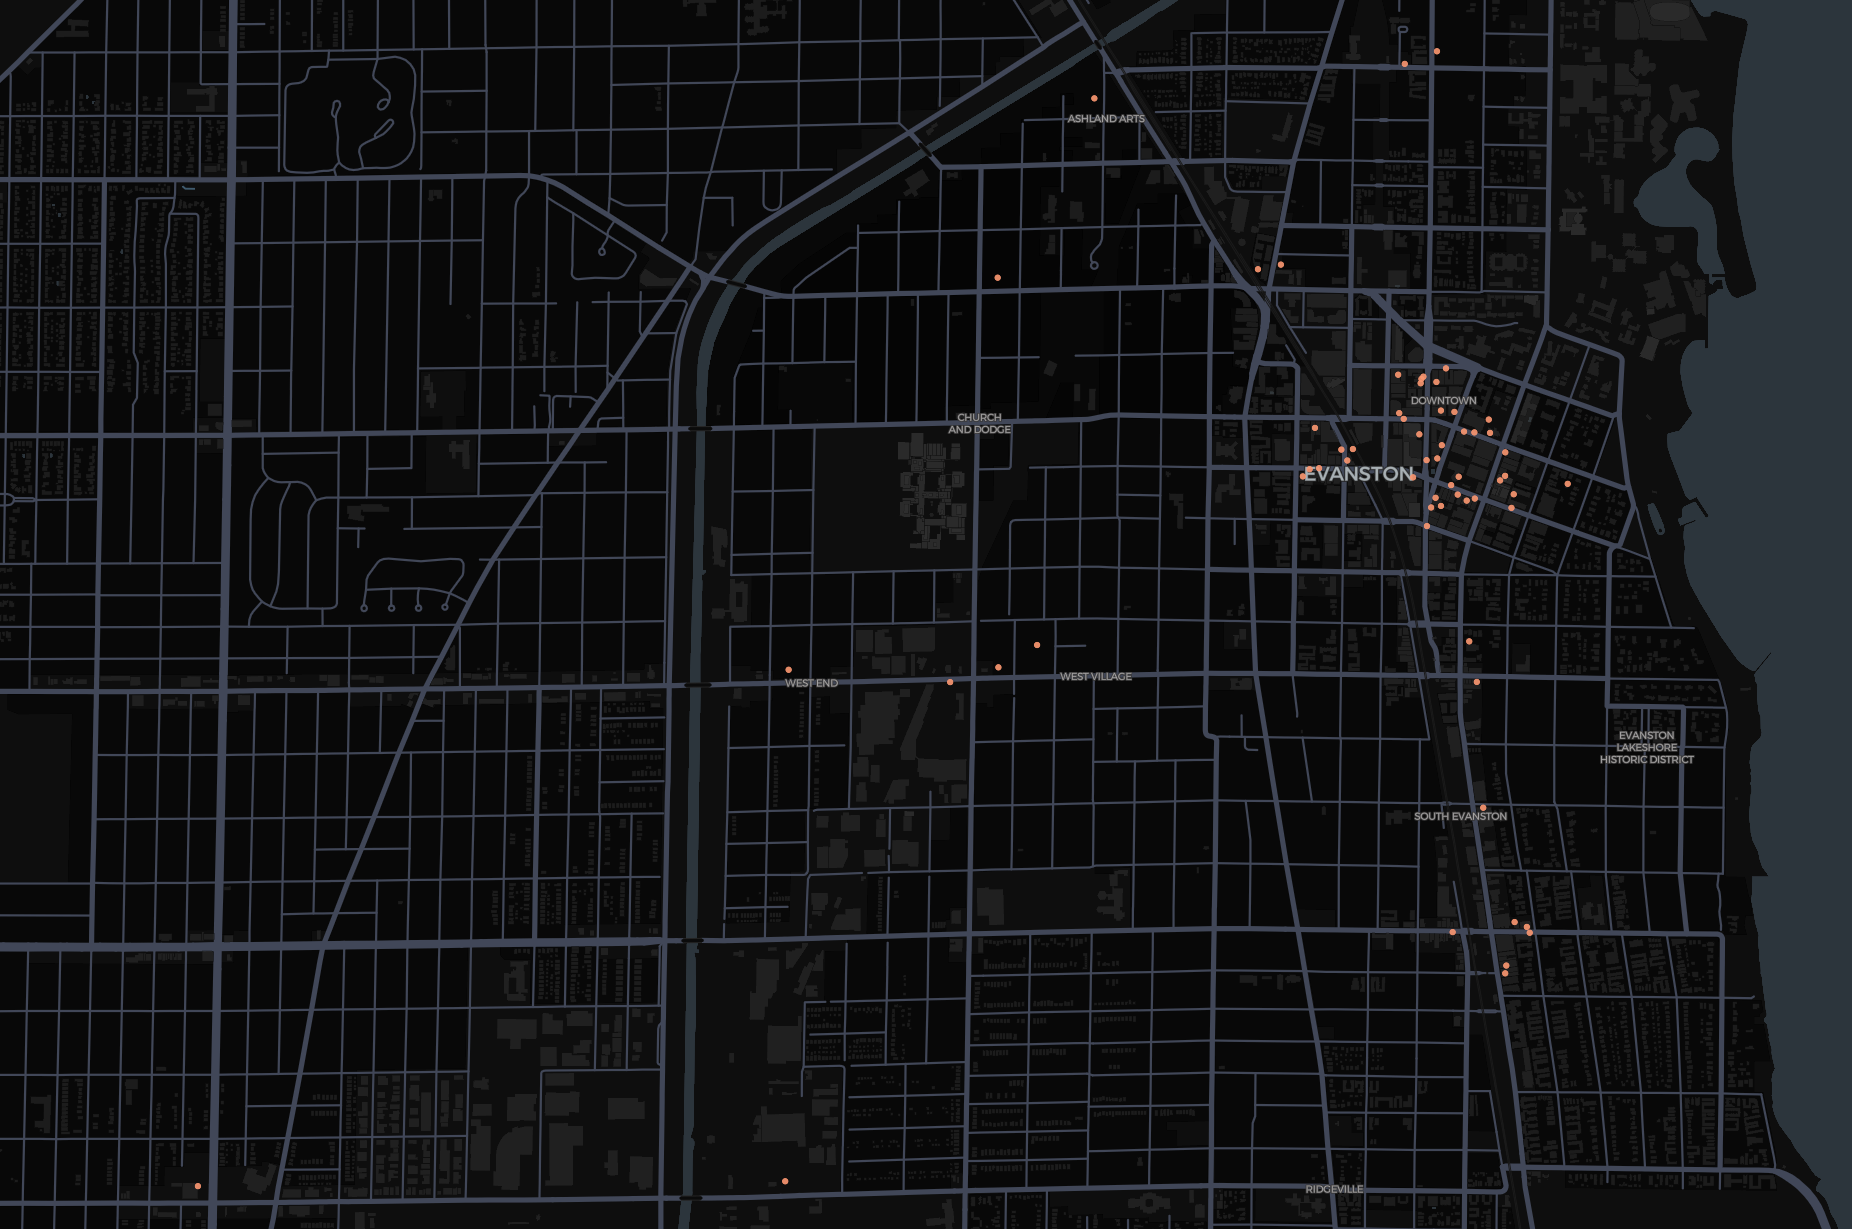 ASHLAND ARTS
DOWNTOWN
CHURCH
AND DODGE
EVANSTON
WEST END
WEST VILLAGE
EVANSTON
LAKESHORE
HISTORIC DISTRICT
SOUTH EVANSTON
RIDGEVILLE